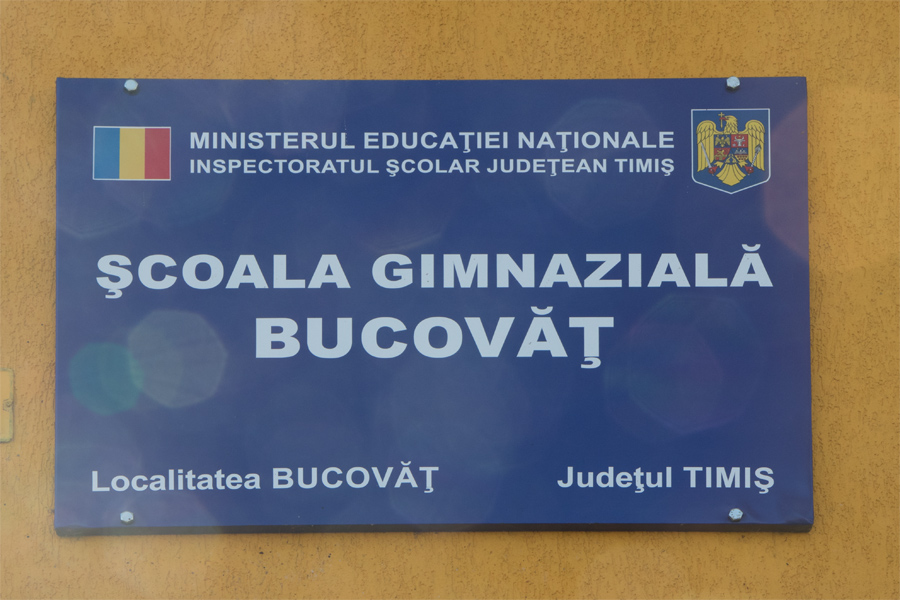 MINISTERUL EDUCAŢIEI NAŢIONALE
INSPECTORATUL ŞCOLAR JUDEŢEAN TIMIŞ
ŞCOALA GIMNAZIALĂ
BUCOVĂŢ
Localitatea BUCOVĂŢ
Judeţul TIMIŞ